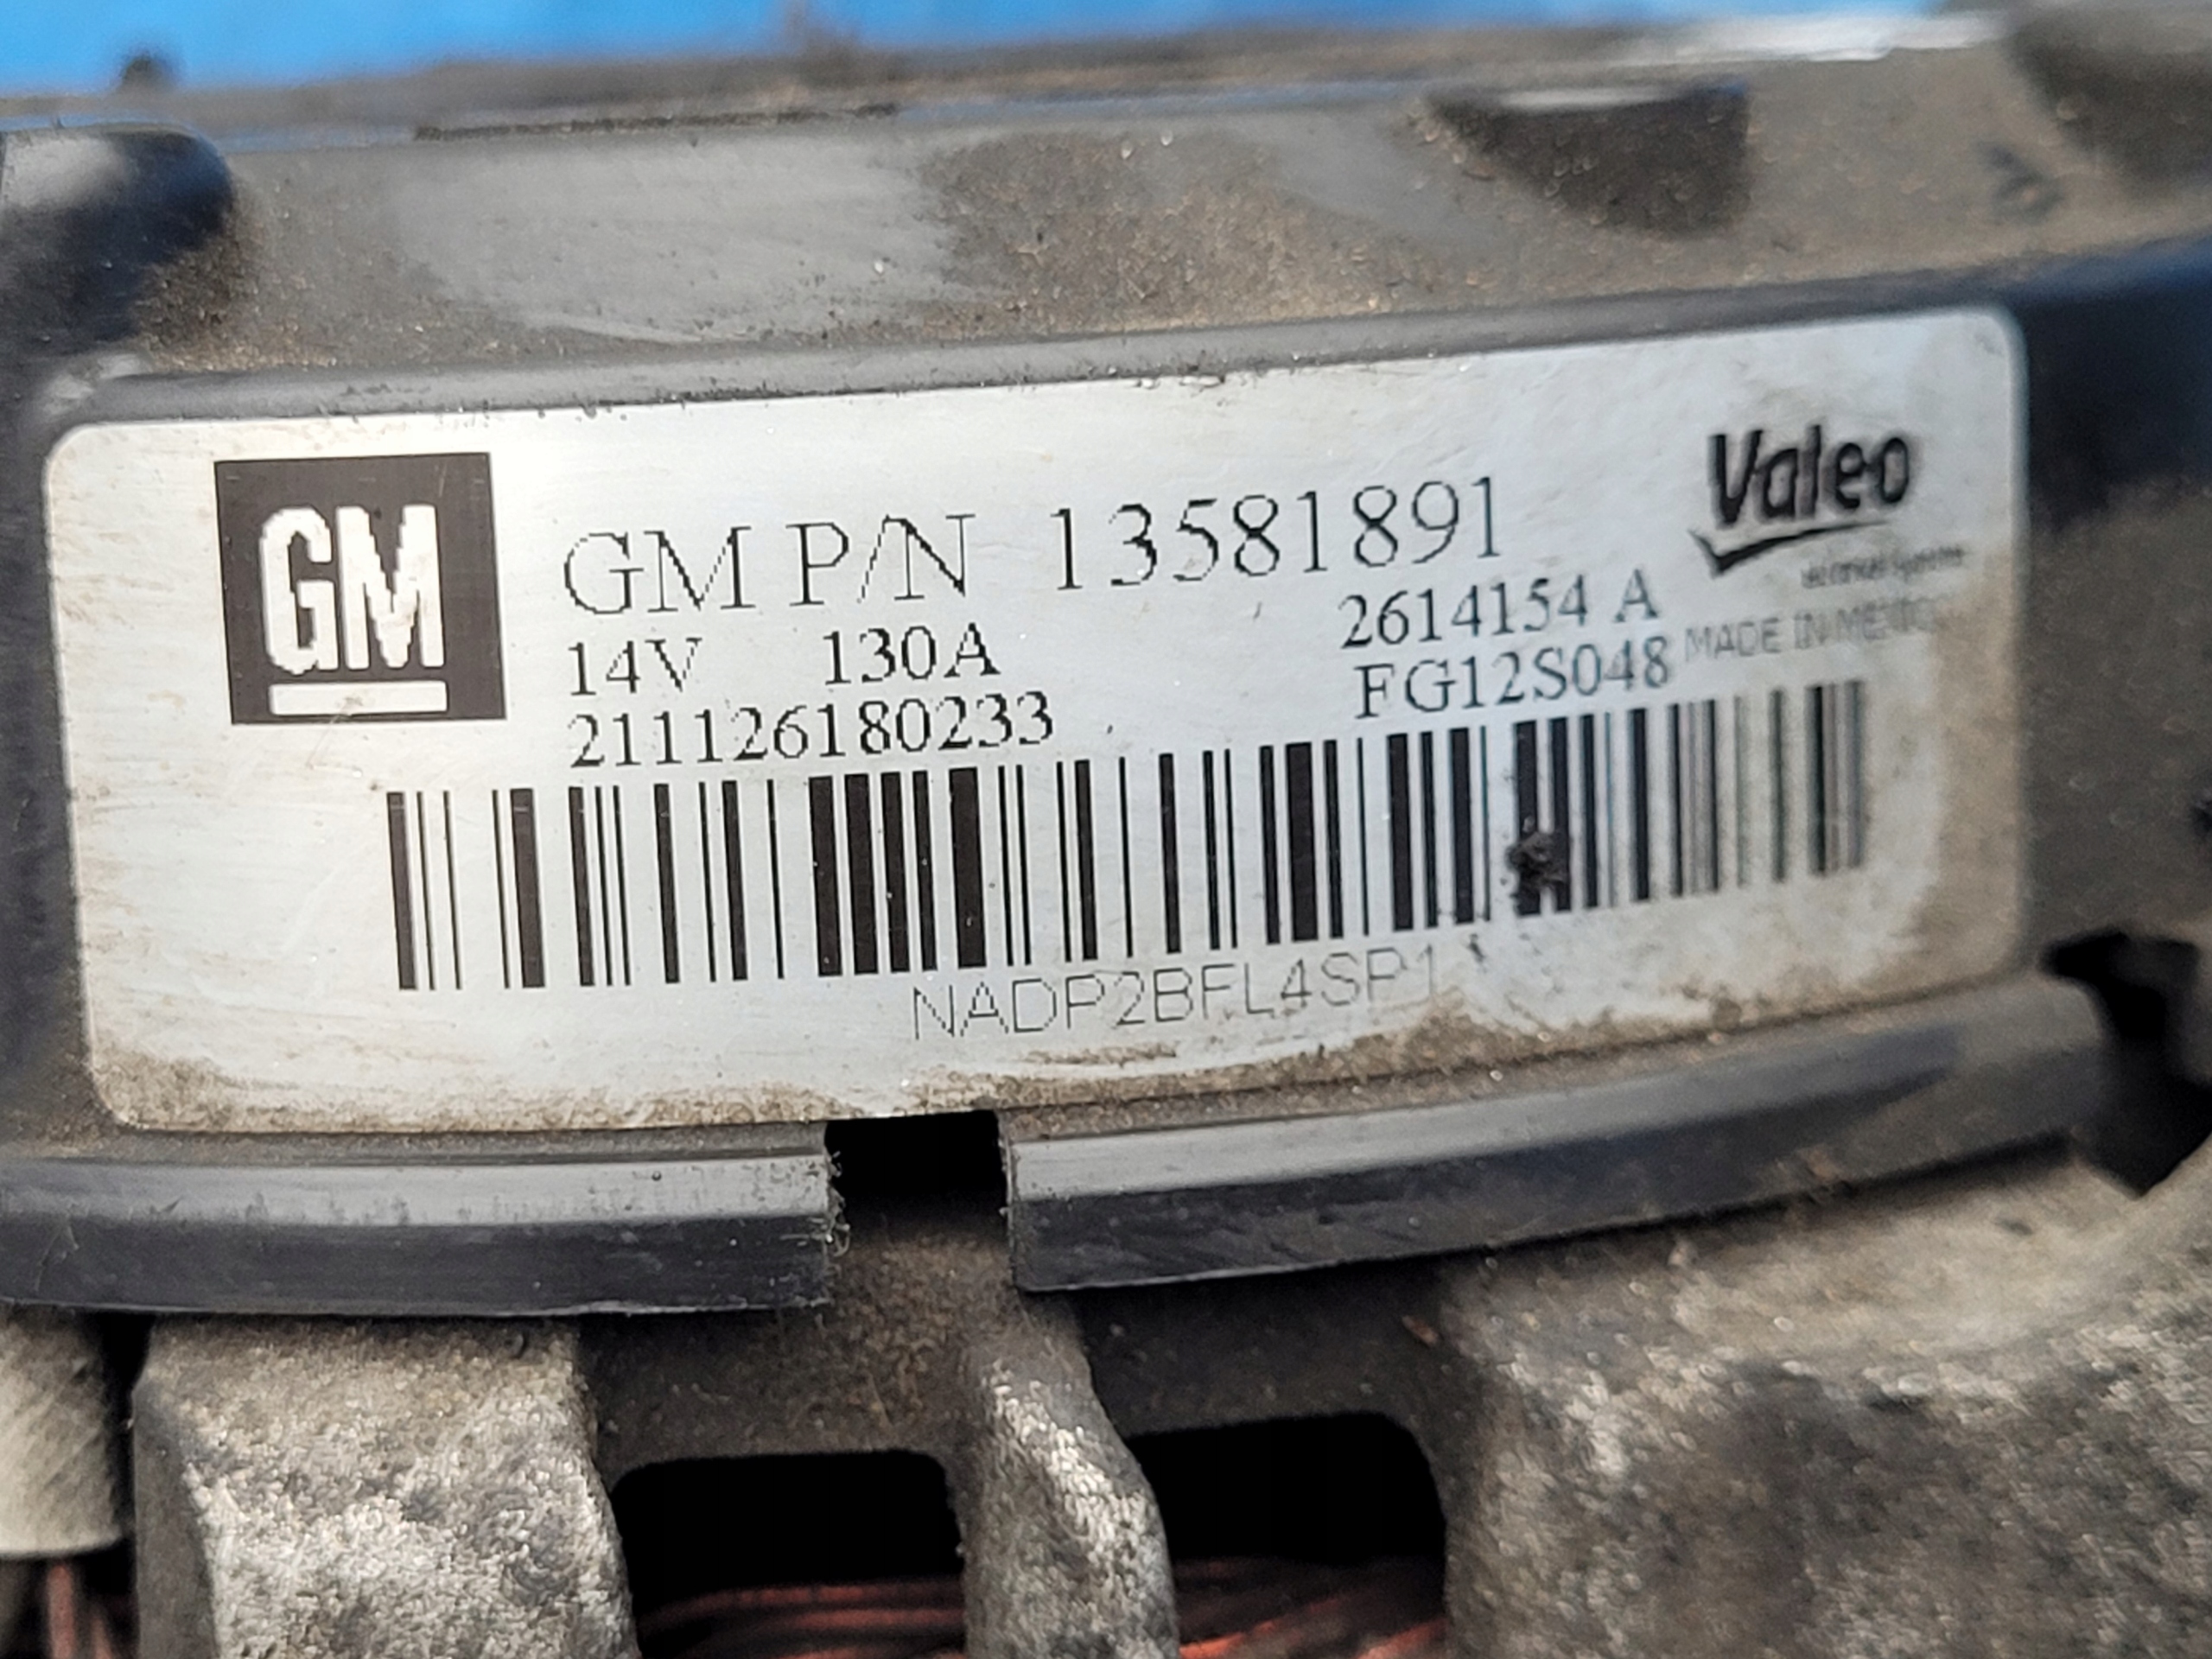 GM
GM P/N 13581891
Valeo
14V 130A
2614154 A
MADE IN MEXICO
211126180233
FG12S048
NADP2BFL4SP1